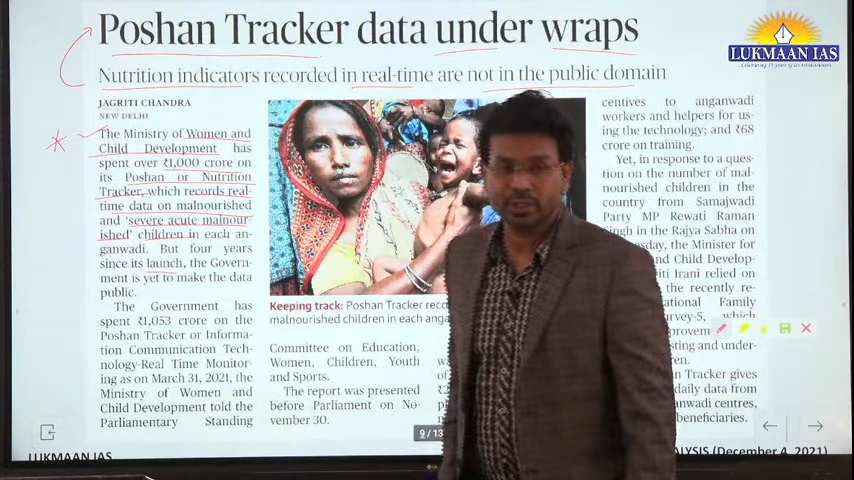 Poshan Tracker data under wraps
Nutrition indicators recorded in real-time are not in the public domain
LUKMAAN IAS
JAGRITI CHANDRA
NEW DELHI
The Ministry of Women and
Child Development has
spent over ₹1,000 crore on
its Poshan or Nutrition
Tracker, which records real-
time data on malnourished
and ‘severe acute malnour
ished’ children in each an-
ganwadi. But four years
since its launch, the Govern-
ment is yet to make the data
public.
The Government has
spent ₹1,053 crore on the
Poshan Tracker or Informa-
tion Communication Tech-
nology-Real Time Monitor-
ing as on March 31, 2021, the
Ministry of Women and
Child Development told the
Parliamentary Standing
Keeping track: Poshan Tracker
malnourished children in each
Committee on Education,
Women, Children, Youth
and Sports.
The report was presented
before Parliament on No-
vember 30.
centives to anganwadi
workers and helpers for us-
ing the technology; and ₹68
crore on training.
Yet, in response to a ques-
tion on the number of mal-
nourished children in the
country from Samajwadi
Party MP Rewati Raman
Singh in the Rajya Sabha on
the Minister for
and Child Develop-
Irani relied on
the recently re-
Family
which
and under-
Tracker gives
daily data from
centres,
beneficiaries.
9 / 13
LUKMAAN IAS
(December 4, 2021)